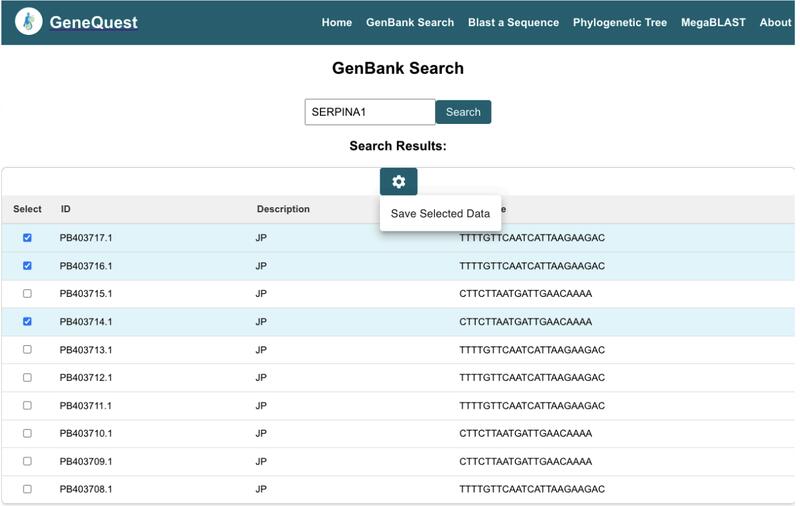 GeneQuest Home GenBank Search Blast a Sequence Phylogenetic Tree MegaBLAST About
GenBank Search
SERPINA1 Search
Search Results:
Save Selected Data
Select ID Description
PB403717.1 JP TTTTGTTCAATCATTAAGAAGAC
PB403716.1 JP TTTTGTTCAATCATTAAGAAGAC
PB403715.1 JP CTTCTTAATGATTGAACAAAA
PB403714.1 JP CTTCTTAATGATTGAACAAAA
PB403713.1 JP TTTTGTTCAATCATTAAGAAGAC
PB403712.1 JP TTTTGTTCAATCATTAAGAAGAC
PB403711.1 JP TTTTGTTCAATCATTAAGAAGAC
PB403710.1 JP CTTCTTAATGATTGAACAAAA
PB403709.1 JP CTTCTTAATGATTGAACAAAA
PB403708.1 JP TTTTGTTCAATCATTAAGAAGAC